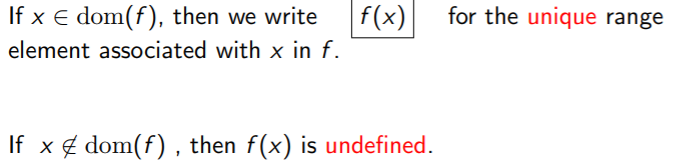 If x ∈ dom(f), then we write f(x) for the unique range
element associated with x in f.
If x ∉ dom(f) , then f(x) is undefined.